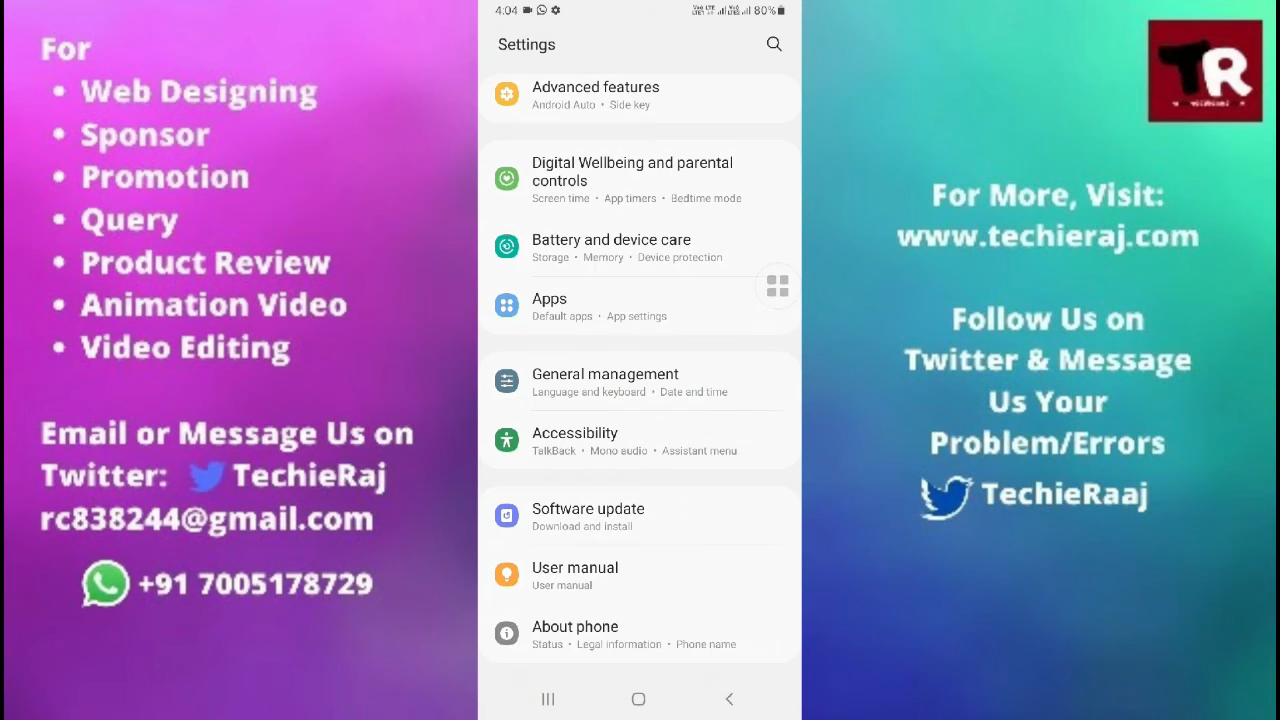 For
• Web Designing
• Sponsor
• Promotion
• Query
• Product Review
• Animation Video
• Video Editing
Email or Message Us on
Twitter: TechieRaj
rc838244@gmail.com
+91 7005178729
4:04
80%
Settings
Advanced features
Android Auto • Side key
Digital Wellbeing and parental
controls
Screen time • App timers • Bedtime mode
Battery and device care
Storage • Memory • Device protection
Apps
Default apps • App settings
General management
Language and keyboard • Date and time
Accessibility
TalkBack • Mono audio • Assistant menu
Software update
Download and install
User manual
User manual
About phone
Status • Legal information • Phone name
TR
For More, Visit:
www.techieraj.com
Follow Us on
Twitter & Message
Us Your
Problem/Errors
TechieRaaj